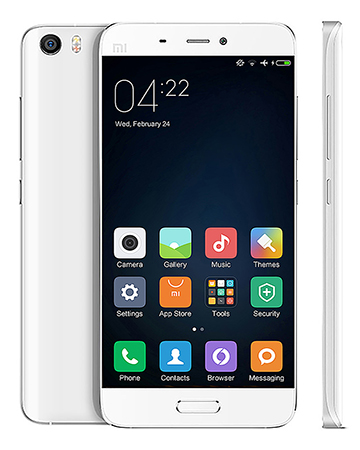 MI
04:22
Wed, February 24
Camera Gallery Music Themes
MI
Settings App Store Tools Security
Phone Contacts Browser Messaging